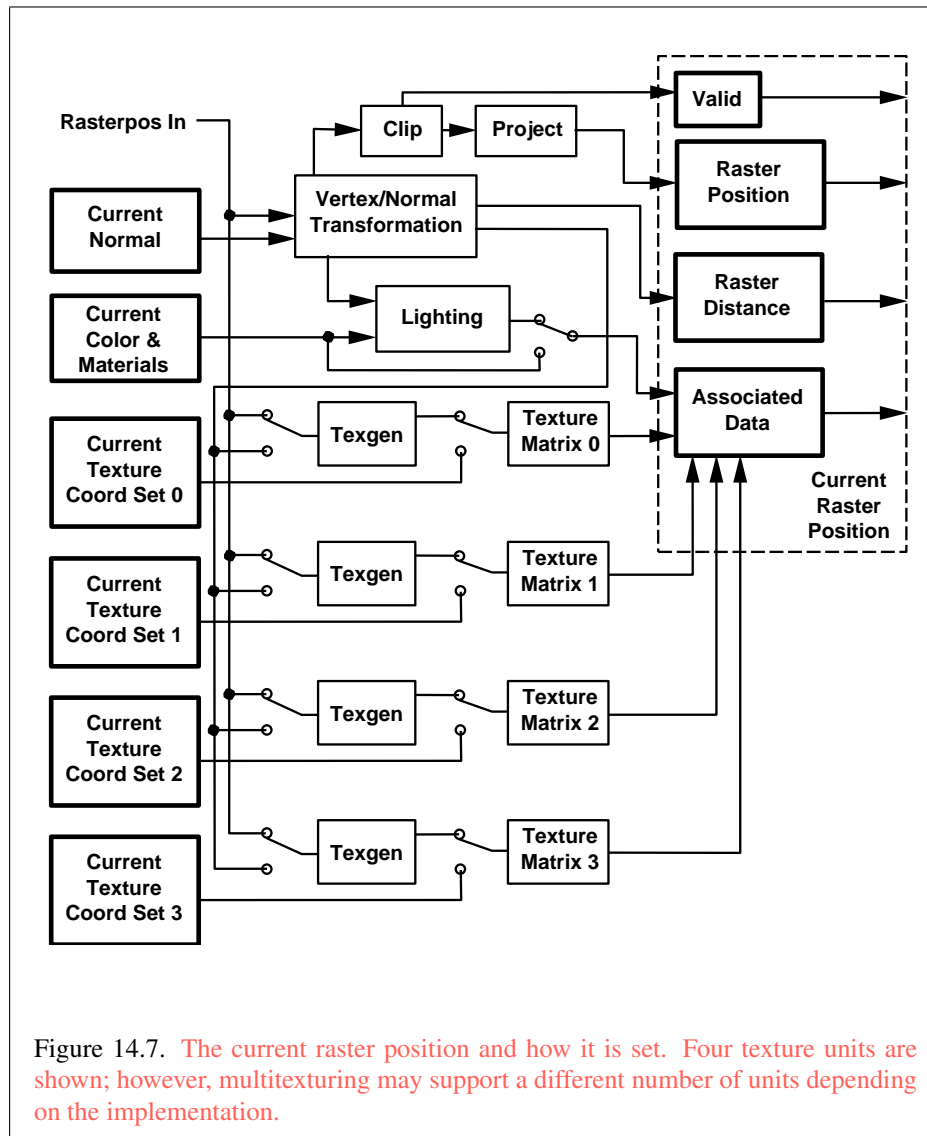 Rasterpos In
Clip
Project
Valid
Raster
Position
Vertex/Normal
Transformation
Current
Normal
Raster
Distance
Current
Color &
Materials
Lighting
Associated
Data
Current
Raster
Position
Current
Texture
Coord Set 0
Texgen
Texture
Matrix 0
Current
Texture
Coord Set 1
Texgen
Texture
Matrix 1
Current
Texture
Coord Set 2
Texgen
Texture
Matrix 2
Current
Texture
Coord Set 3
Texgen
Texture
Matrix 3
Figure 14.7. The current raster position and how it is set. Four texture units are
shown; however, multitexturing may support a different number of units depending
on the implementation.